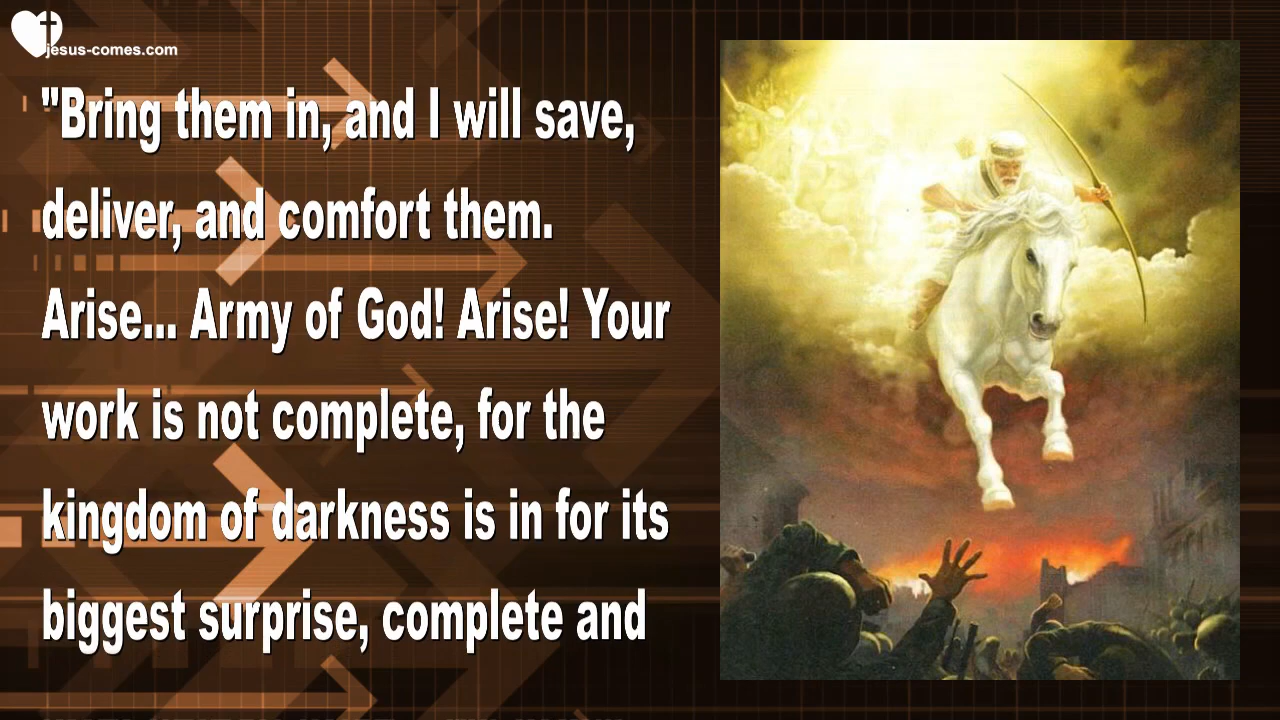 jesus-comes.com
"Bring them in, and I will save,
deliver, and comfort them.
Arise... Army of God! Arise! Your
work is not complete, for the
kingdom of darkness is in for its
biggest surprise, complete and